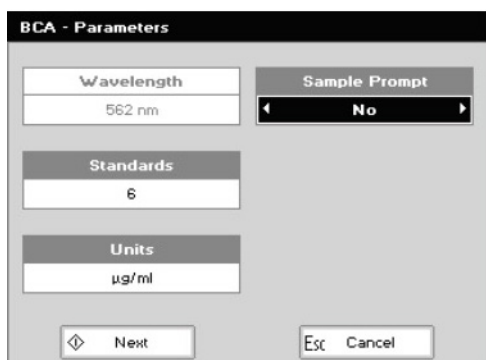 BCA - Parameters
Wavelength
562 nm
Sample Prompt
No
Standards
6
Units
µg/ml
Next
Esc Cancel